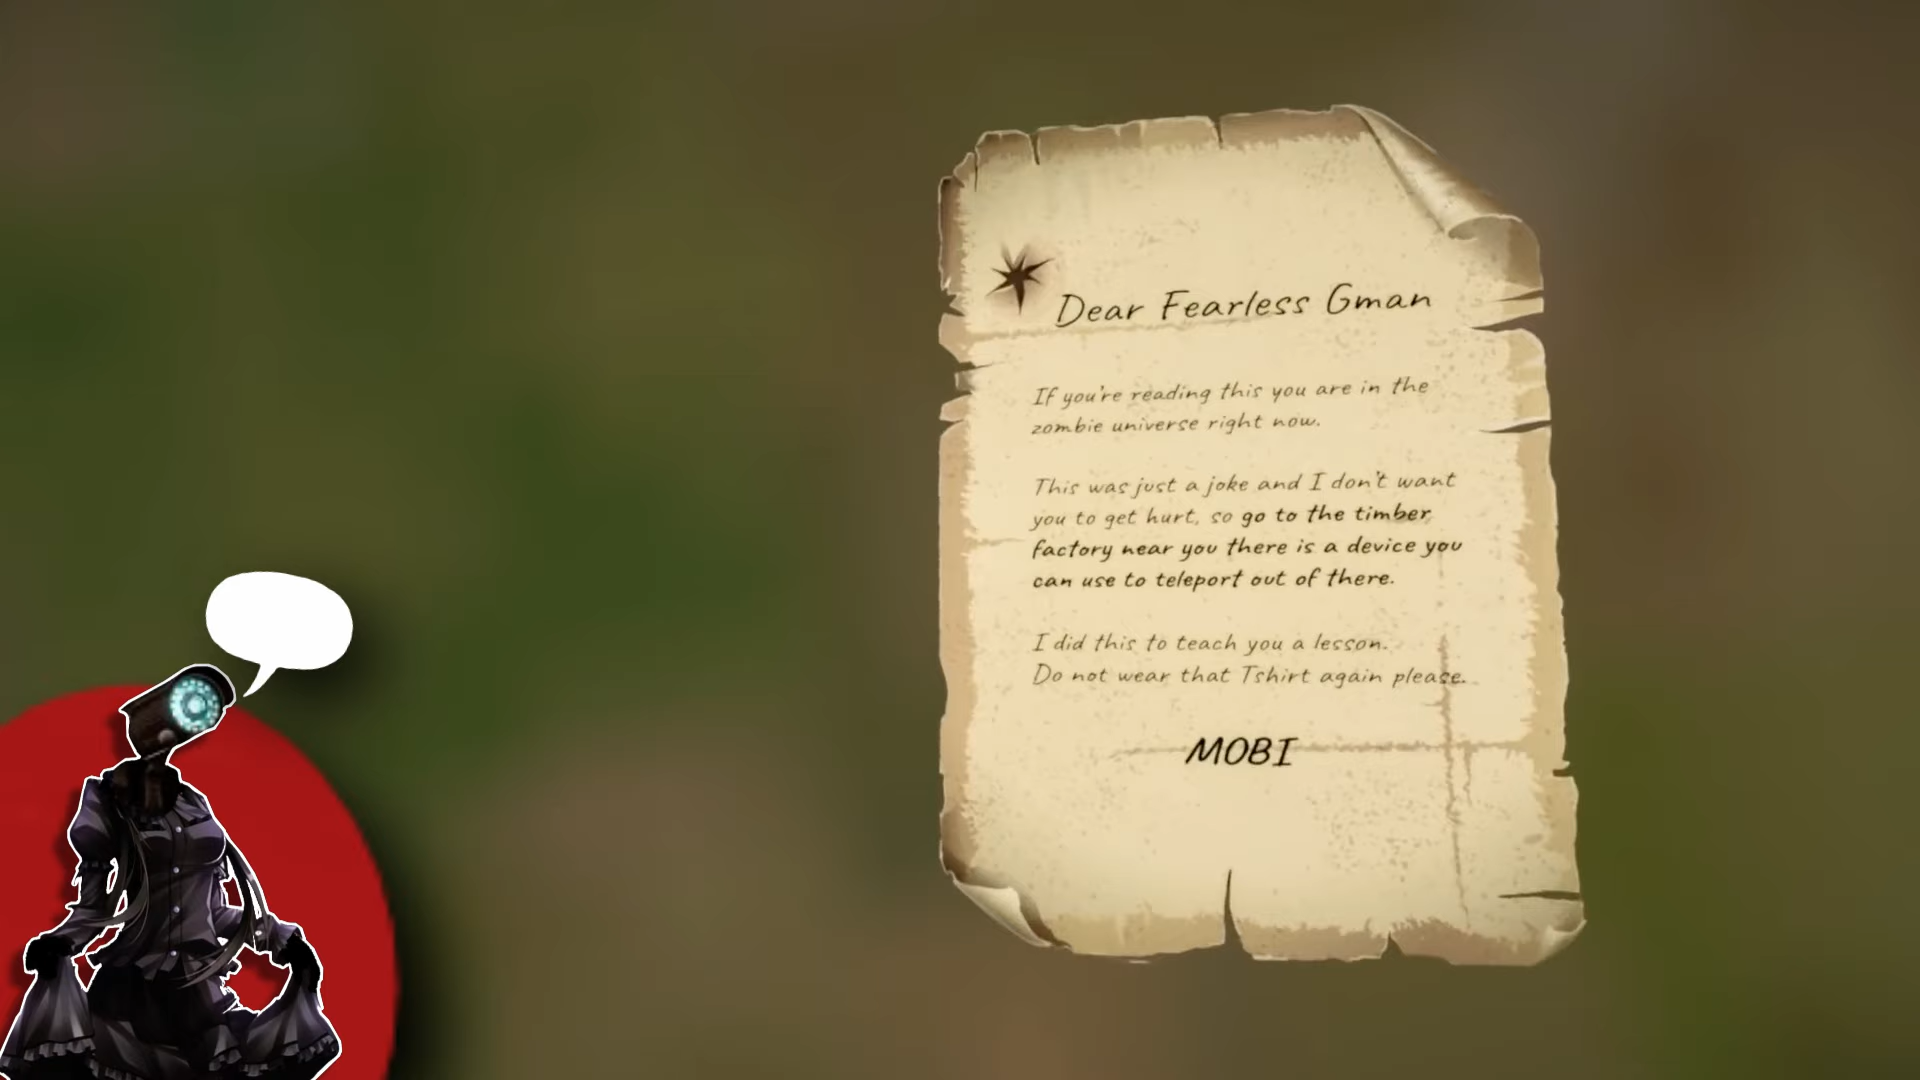 Dear Fearless Gman
If you're reading this you are in the
zombie universe right now.
This was just a joke and I don't want
you to get hurt, so go to the timber
factory near you there is a device you
can use to teleport out of there.
I did this to teach you a lesson.
Do not wear that Tshirt again please.
MOBI